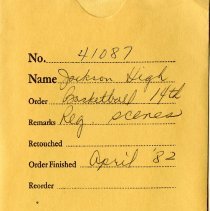 No. 41087
Name Jackson High
Order Basketball 14th
Remarks Reg. scenes
Retouched
Order Finished April '82
Reorder